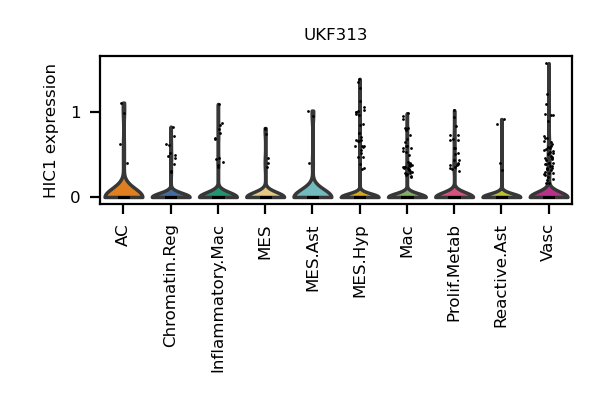 UKF313
HIC1 expression
1
0
AC
Chromatin.Reg
Inflammatory.Mac
MES
MES.Ast
MES.Hyp
Mac
Prolif.Metab
Reactive.Ast
Vasc